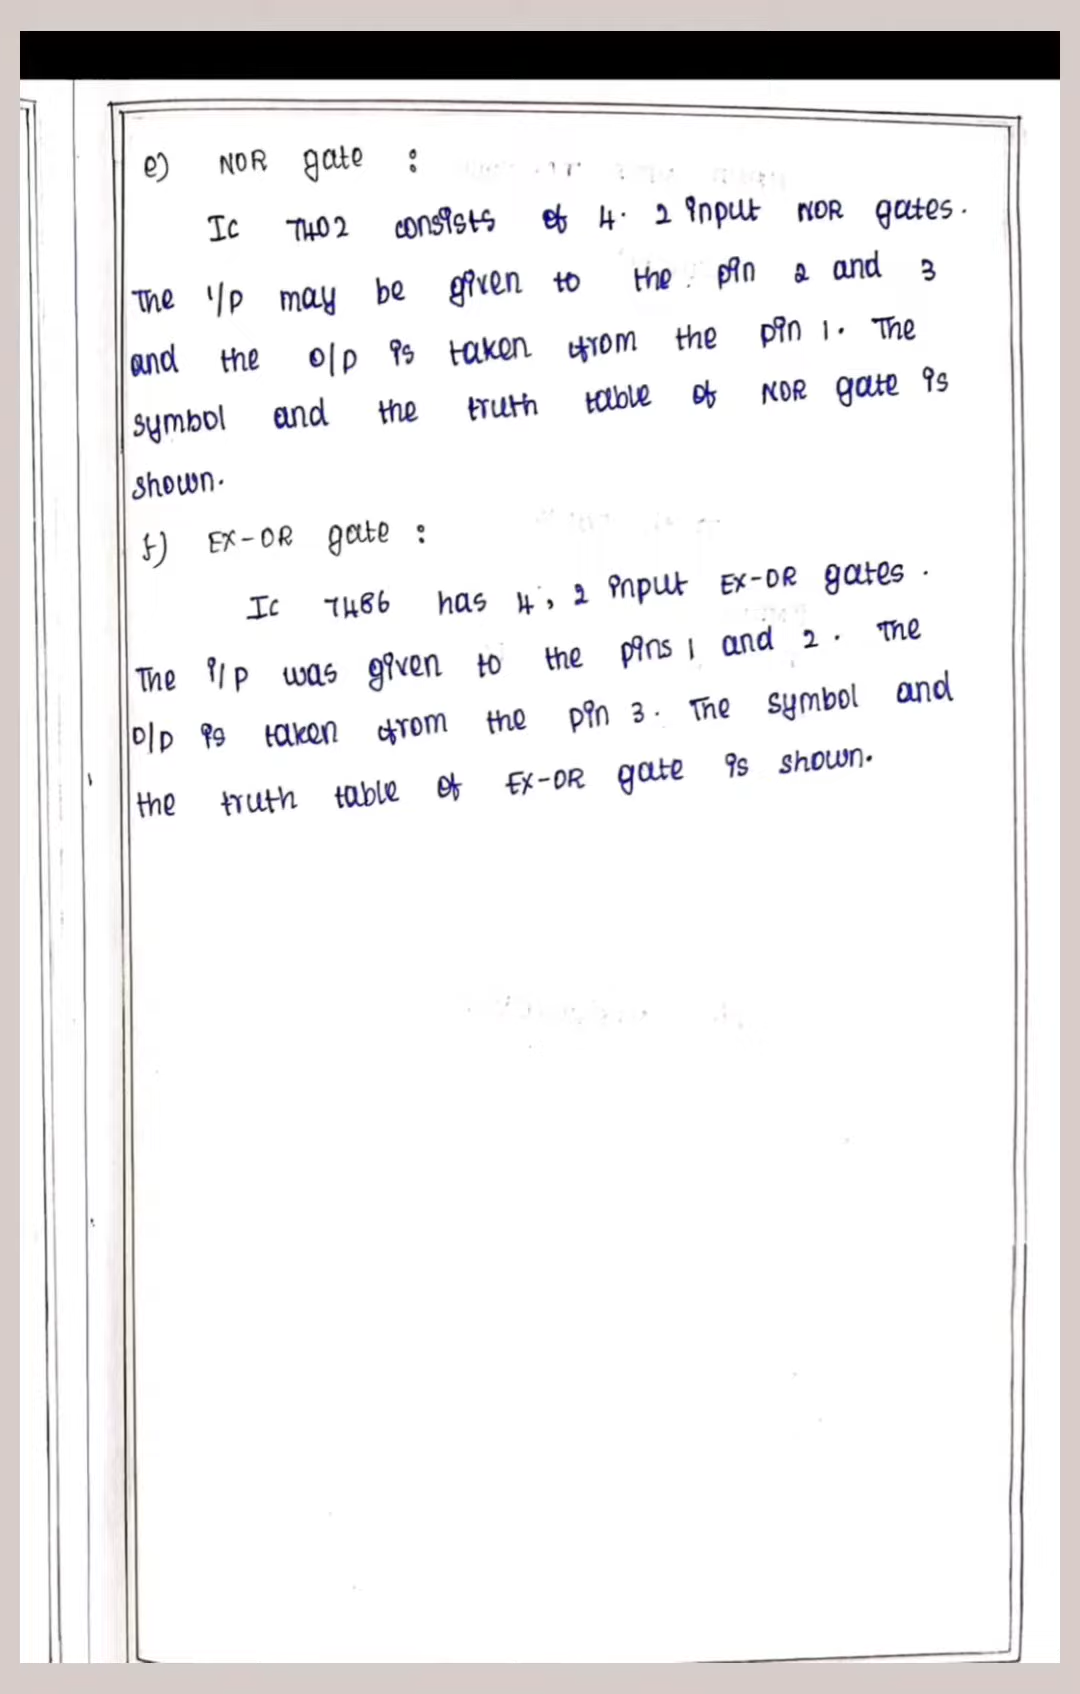 e) NOR gate :
Ic 7402 consists of 4. 2 input NOR gates.
The i/p may be given to the pin 2 and 3
and the o/p is taken from the pin 1. The
symbol and the truth table of NOR gate is
shown.
f) EX-OR gate :
Ic 7486 has 4, 2 input EX-OR gates.
The i/p was given to the pins 1 and 2. The
o/p is taken from the pin 3. The symbol and
the truth table of EX-OR gate is shown.